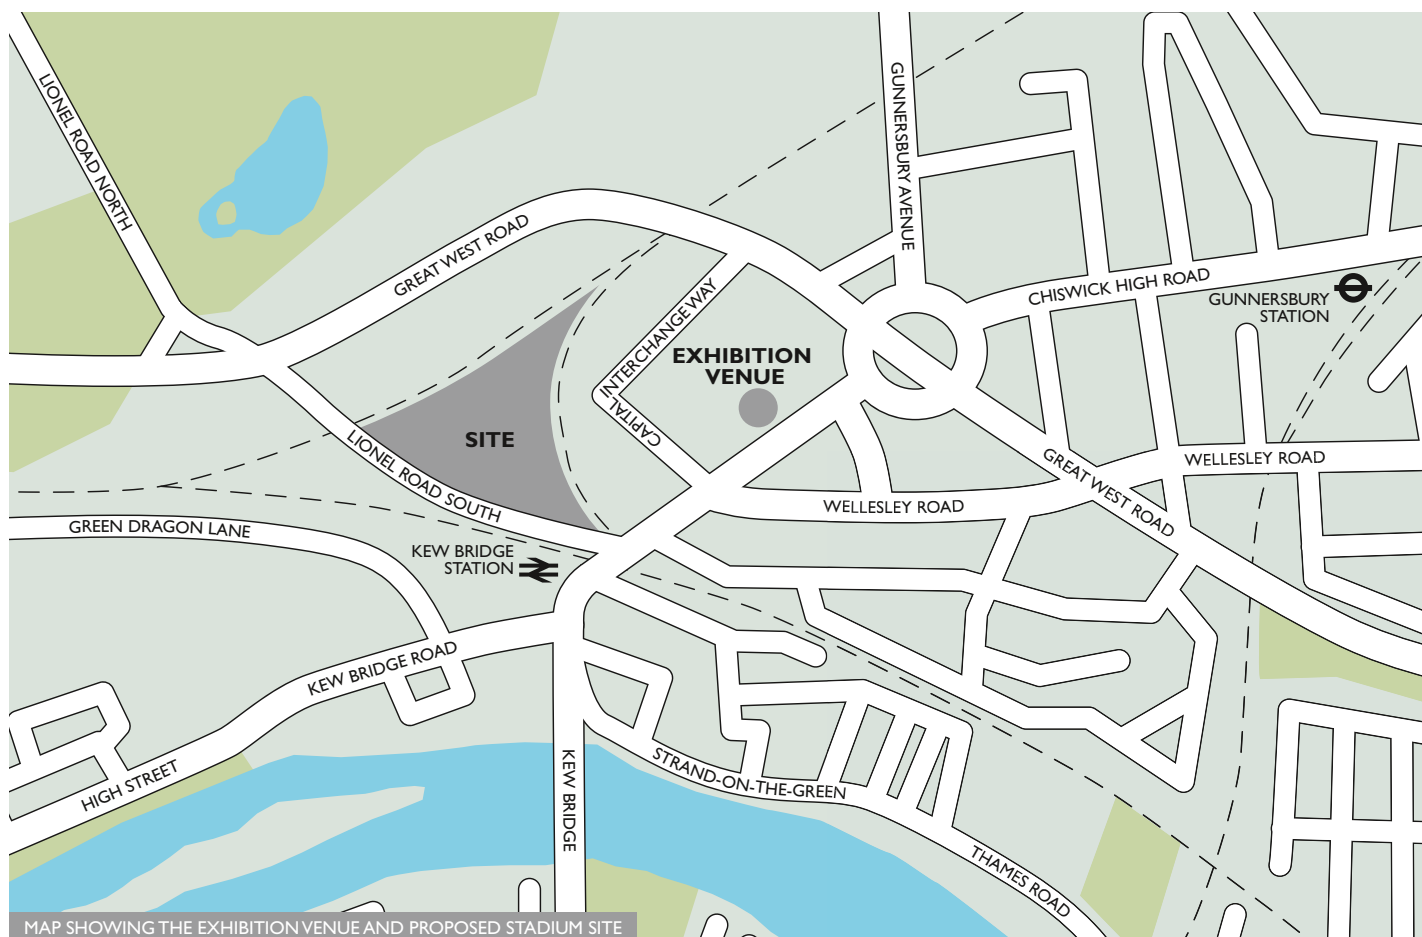 LIONEL ROAD NORTH
GREAT WEST ROAD
GUNNERSBURY AVENUE
CHISWICK HIGH ROAD
GUNNERSBURY
STATION
INTERCHANGE WAY
CAPITAL
EXHIBITION
VENUE
SITE
LIONEL ROAD SOUTH
WELLESLEY ROAD
WELLESLEY ROAD
GREAT WEST ROAD
GREEN DRAGON LANE
KEW BRIDGE
STATION
KEW BRIDGE ROAD
HIGH STREET
KEW BRIDGE
STRAND-ON-THE-GREEN
THAMES ROAD
MAP SHOWING THE EXHIBITION VENUE AND PROPOSED STADIUM SITE